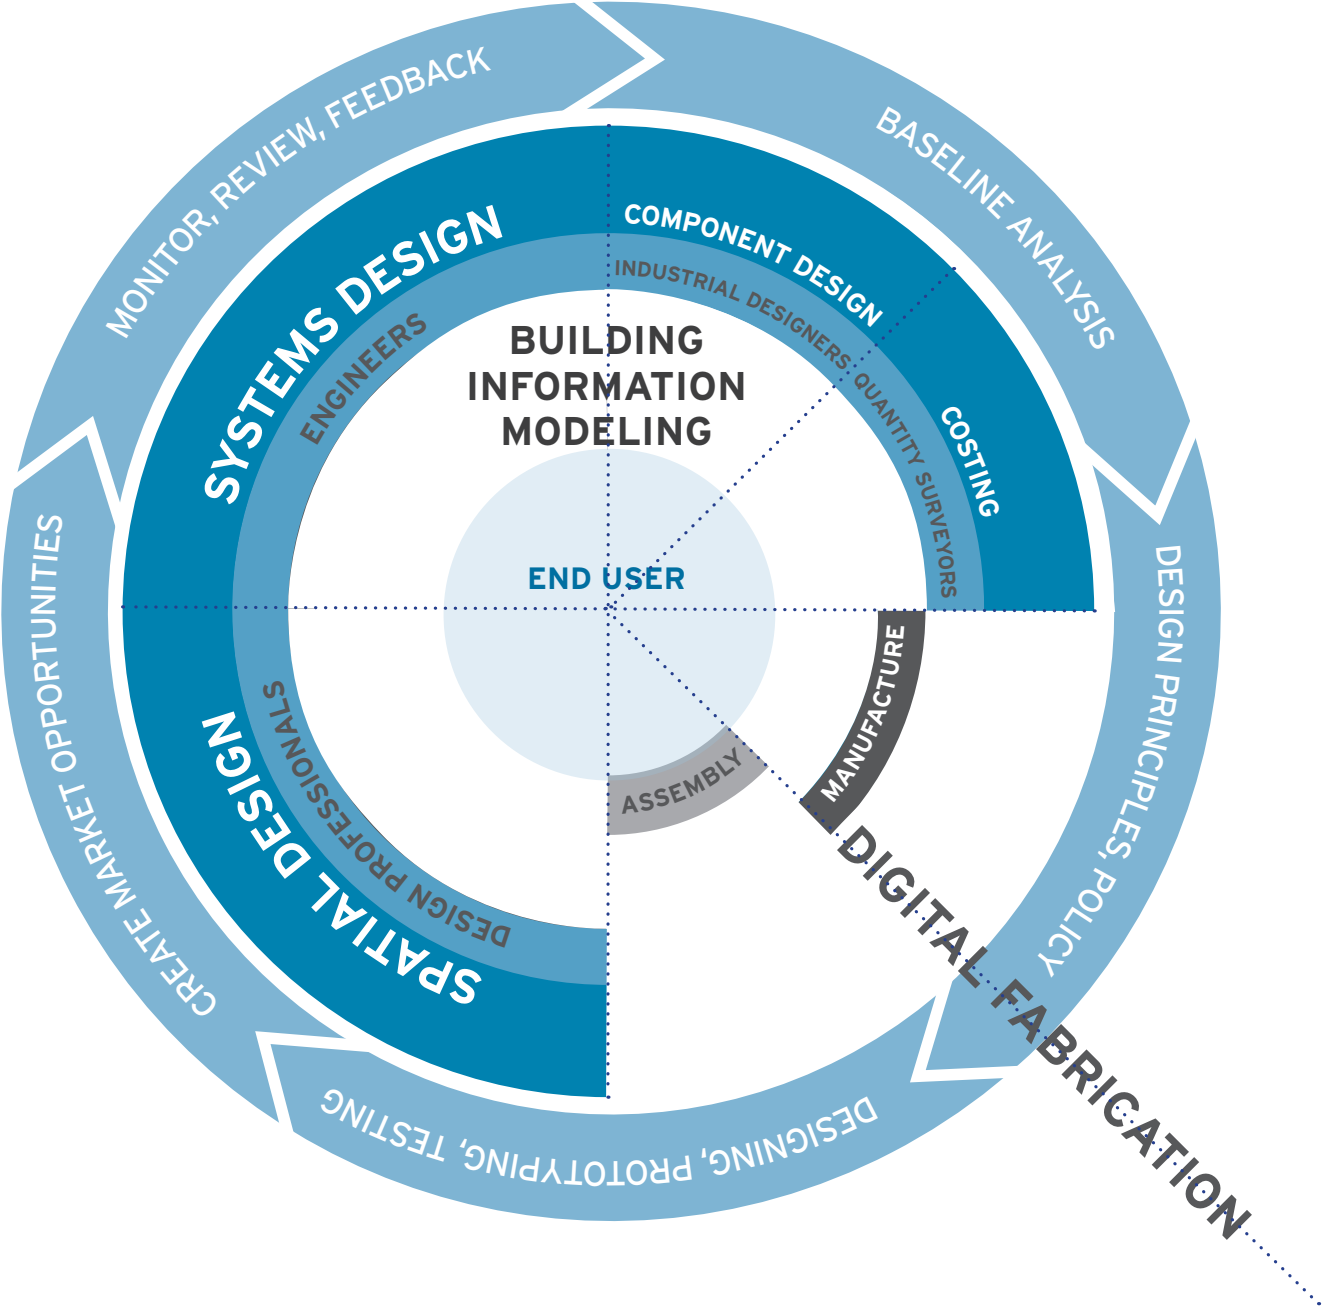 MONITOR, REVIEW, FEEDBACK
BASELINE ANALYSIS
DESIGN PRINCIPLES, POLICY
DESIGNING, PROTOTYPING, TESTING
CREATE MARKET OPPORTUNITIES
SYSTEMS DESIGN
ENGINEERS
COMPONENT DESIGN
INDUSTRIAL DESIGNERS
COSTING
QUANTITY SURVEYORS
BUILDING
INFORMATION
MODELING
END USER
MANUFACTURE
ASSEMBLY
SPATIAL DESIGN
DESIGN PROFESSIONALS
DIGITAL FABRICATION